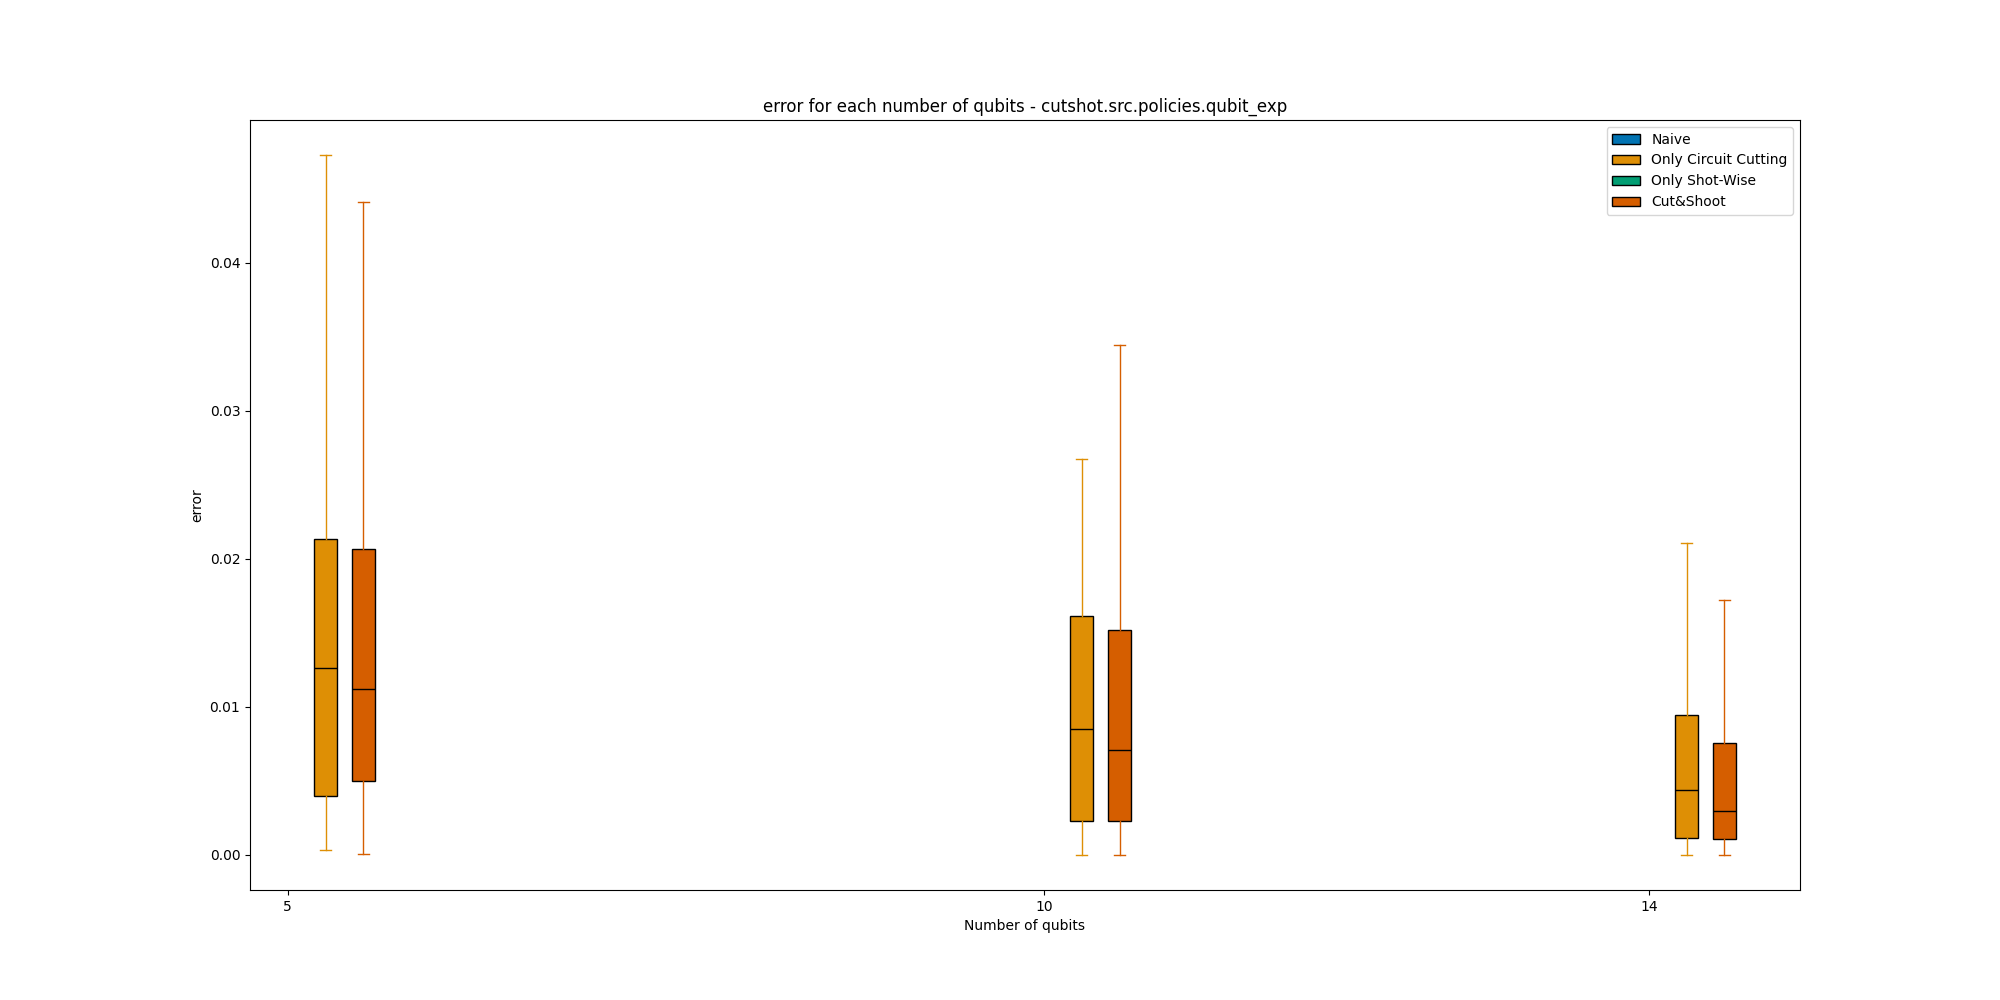 error for each number of qubits - cutshot.src.policies.qubit_exp
Naive
Only Circuit Cutting
Only Shot-Wise
Cut&Shoot
0.04
0.03
0.02
0.01
0.00
error
5
10
14
Number of qubits